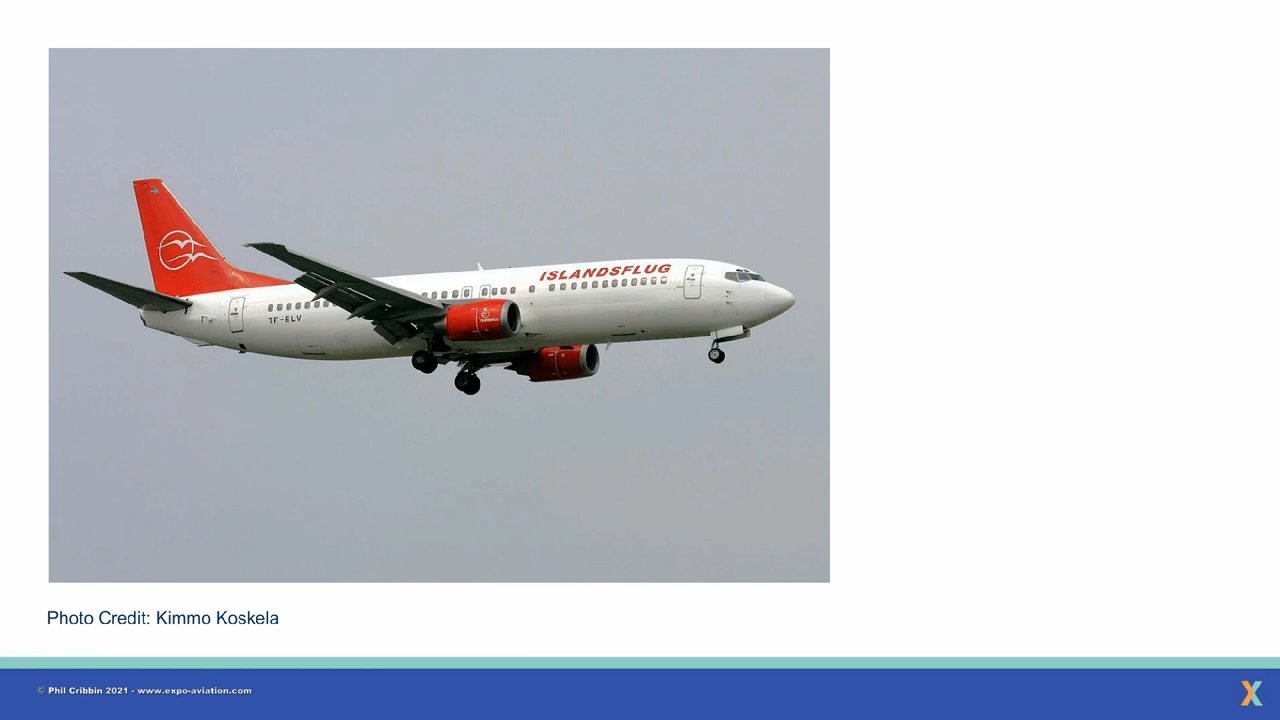 ISLANDSFLUG
TF-ELV
Photo Credit: Kimmo Koskela
© Phil Cribbin 2021 - www.expo-aviation.com
X